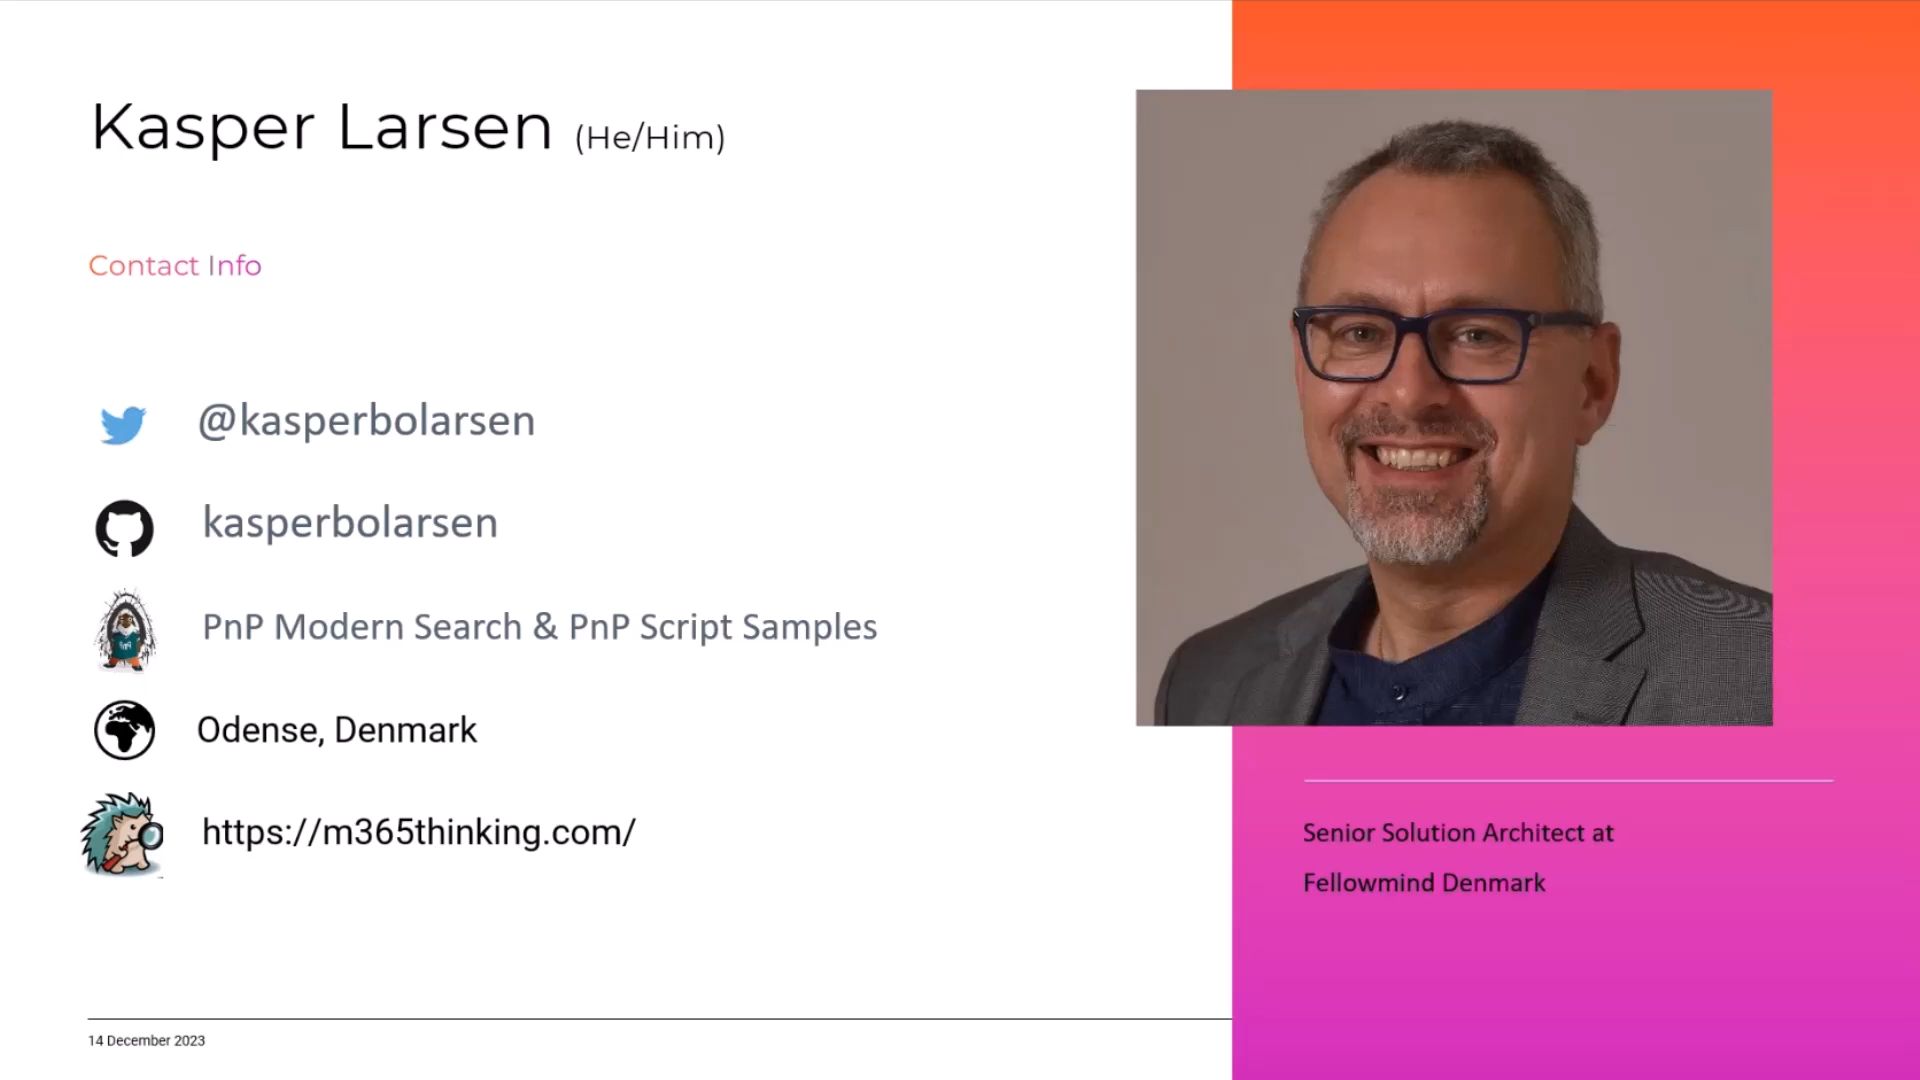 Kasper Larsen (He/Him)
Contact Info
@kasperbolarsen
kasperbolarsen
PnP Modern Search & PnP Script Samples
Odense, Denmark
https://m365thinking.com/
Senior Solution Architect at
Fellowmind Denmark
14 December 2023